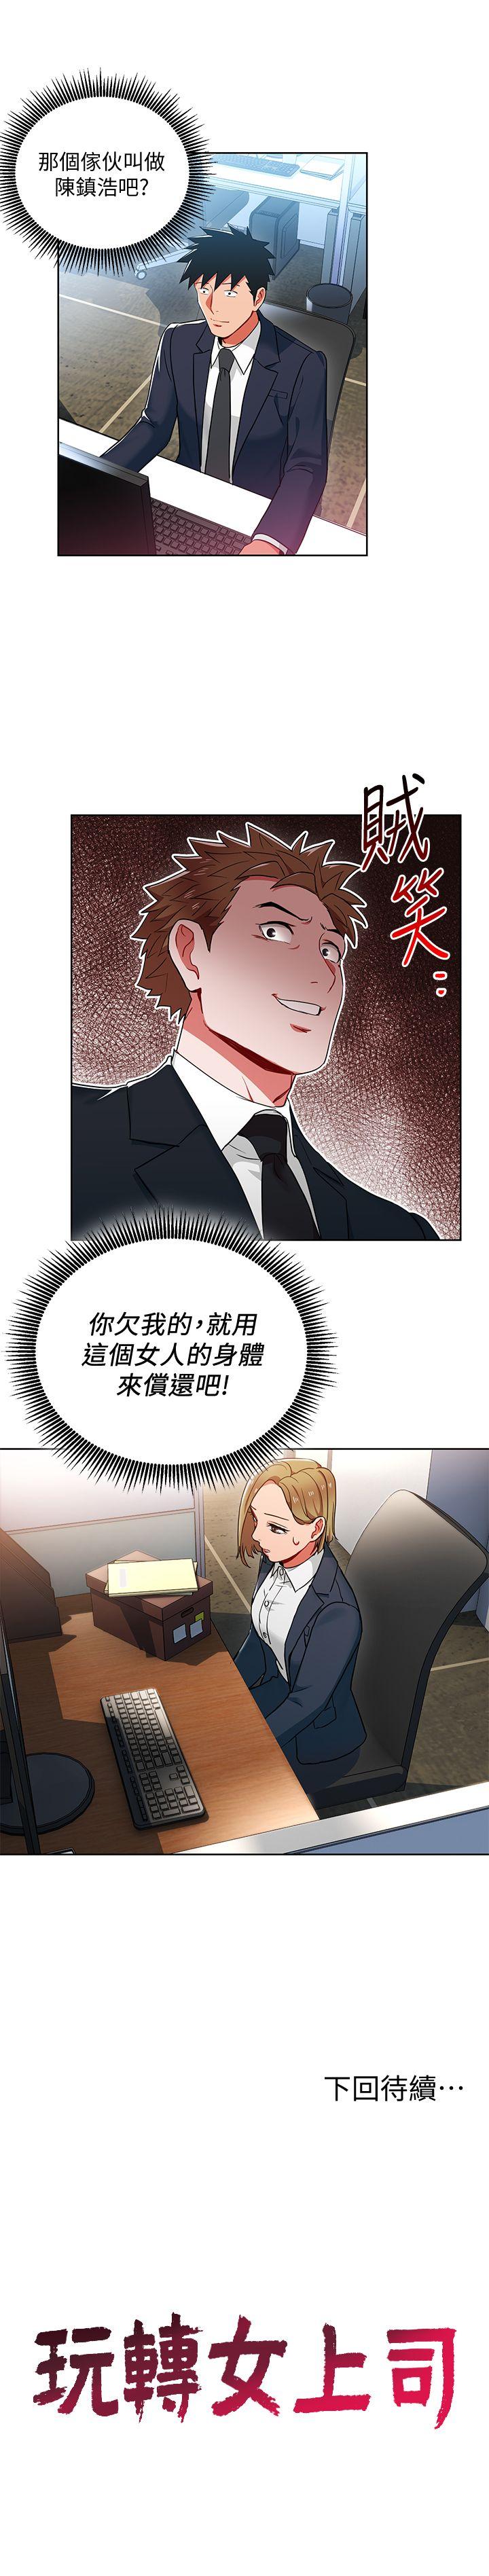 那個傢伙叫做
陳鎮浩吧?
賊笑…
你欠我的,就用
這個女人的身體
來償還吧!
下回待續…
玩轉女上司